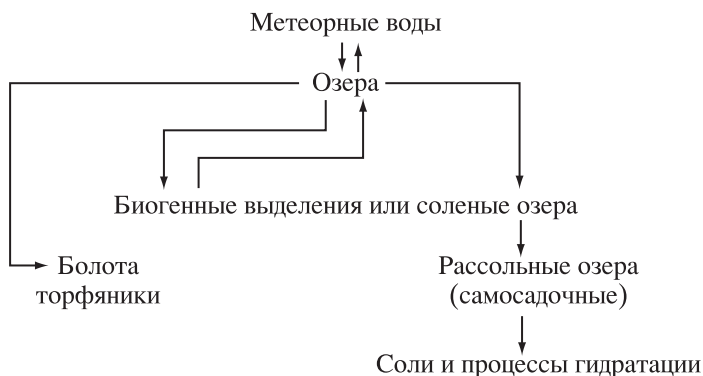 Метеорные воды
Озера
Биогенные выделения или соленые озера
Болота
торфяники
Рассольные озера
(самосадочные)
Соли и процессы гидратации